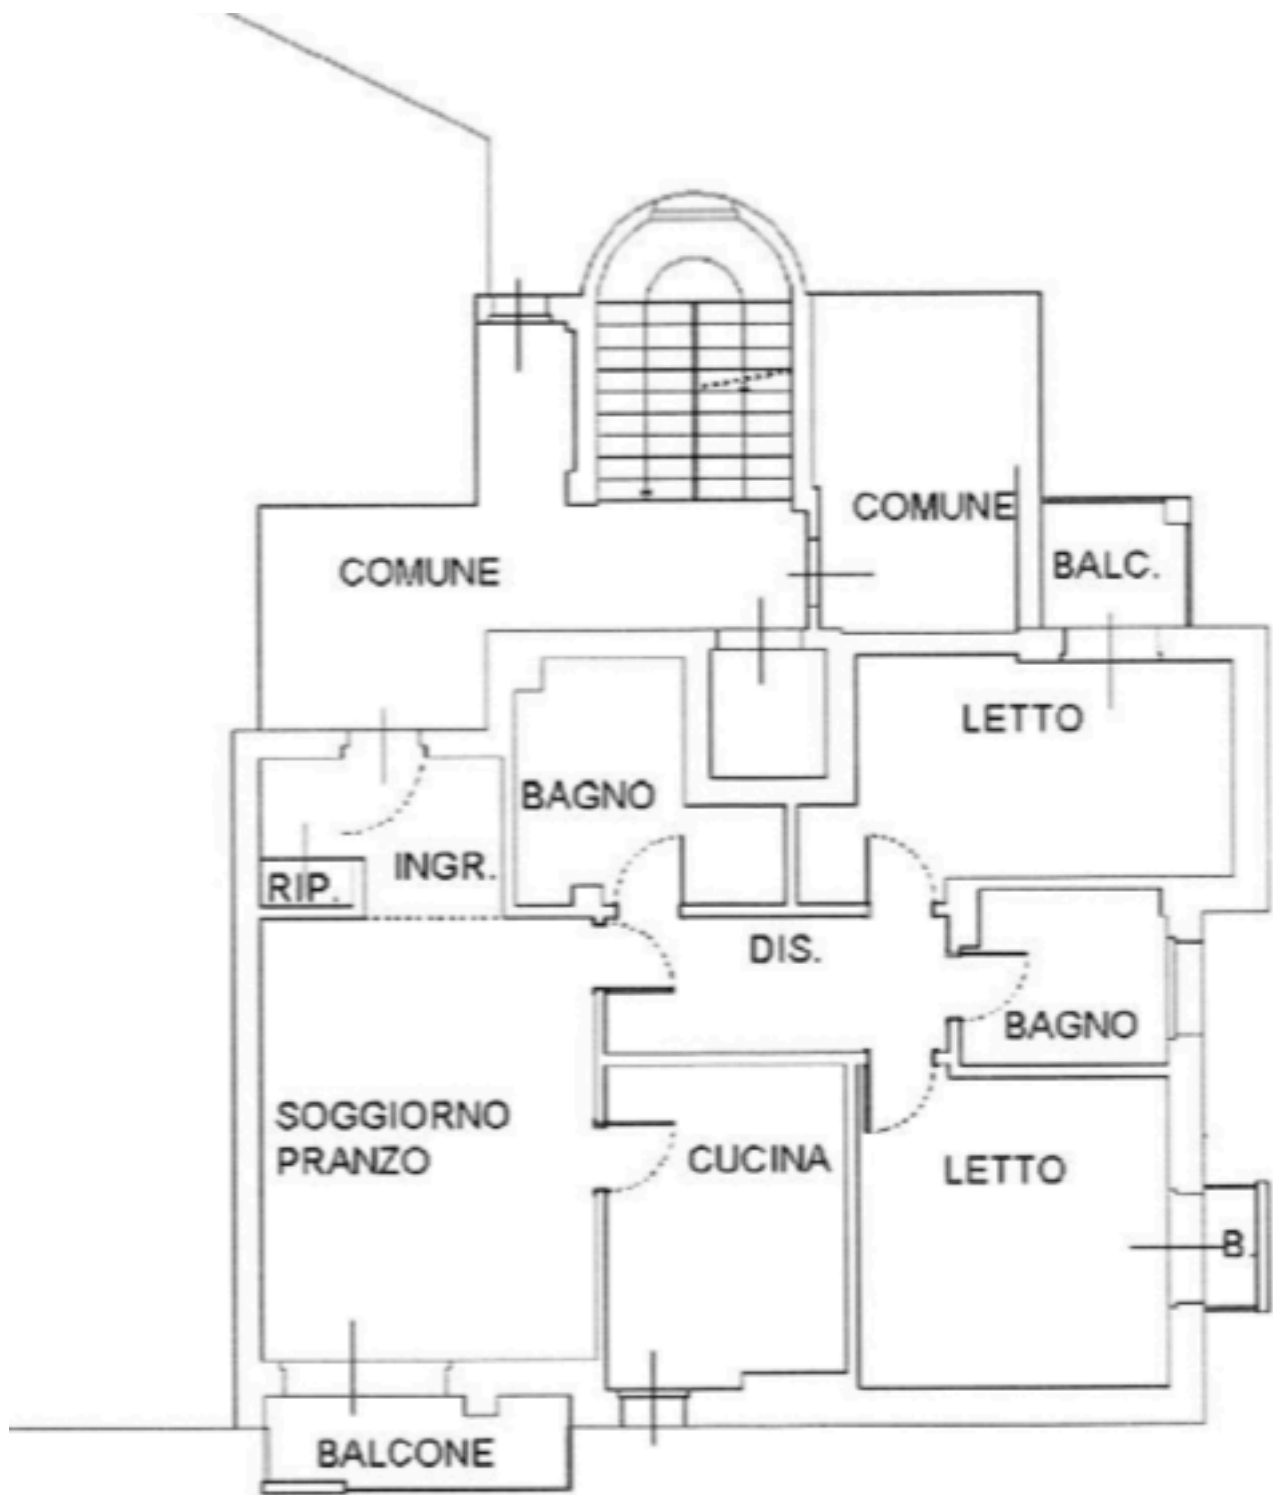 COMUNE
COMUNE
BALC.
LETTO
BAGNO
INGR.
RIP.
DIS.
BAGNO
SOGGIORNO
PRANZO
CUCINA
LETTO
B.
BALCONE